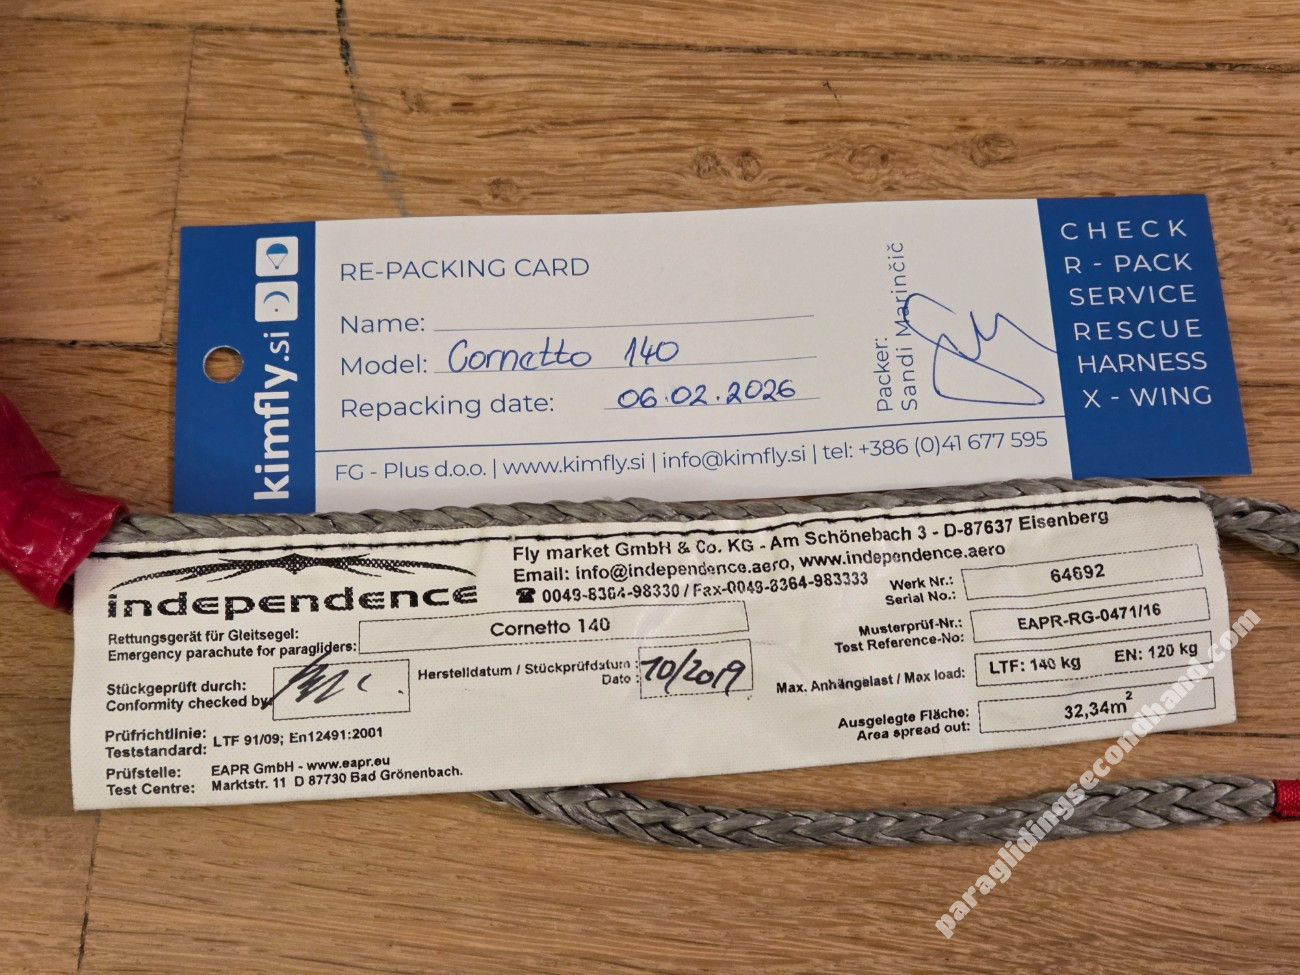 kimfly.si
RE-PACKING CARD
Name:
Model: Cornetto 140
Repacking date: 06.02.2026
Packer:
Sandi Marinčič
FG - Plus d.o.o. | www.kimfly.si | info@kimfly.si | tel: +386 (0)41 677 595
CHECK
R - PACK
SERVICE
RESCUE
HARNESS
X - WING
independence
Fly market GmbH & Co. KG - Am Schönebach 3 - D-87637 Eisenberg
Email: info@independence.aero, www.independence.aero
☎ 0049-8364-98330 / Fax-0049-8364-983333
Rettungsgerät für Gleitsegel:
Emergency parachute for paragliders:
Cornetto 140
Stückgeprüft durch:
Conformity checked by
Herstelldatum / Stückprüfdatum :
Date :
10/2019
Prüfrichtlinie:
Teststandard:
LTF 91/09; En12491:2001
Prüfstelle:
Test Centre:
EAPR GmbH - www.eapr.eu
Marktstr. 11 D 87730 Bad Grönenbach.
Werk Nr.:
Serial No.:
64692
Musterprüf-Nr.:
Test Reference-No:
EAPR-RG-0471/16
Max. Anhängelast / Max load:
LTF: 140 kg EN: 120 kg
Ausgelegte Fläche:
Area spread out:
32,34m²
paraglidingsecondhand.com